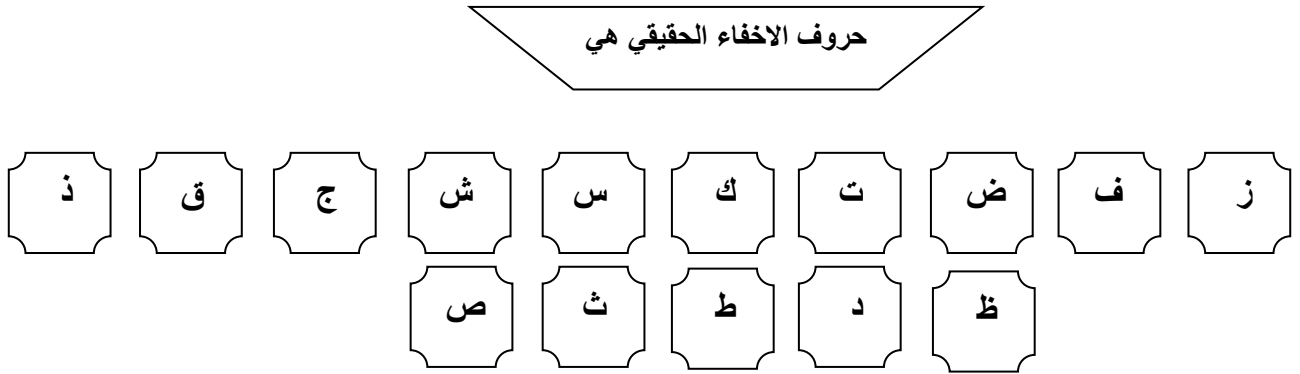 حروف الاخفاء الحقيقي هي
ز ف ض ت ك س ش ج ق ذ
ظ د ط ث ص